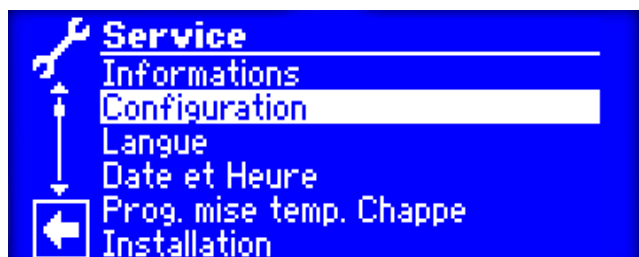 Service
Informations
Configuration
Langue
Date et Heure
Prog. mise temp. Chappe
Installation